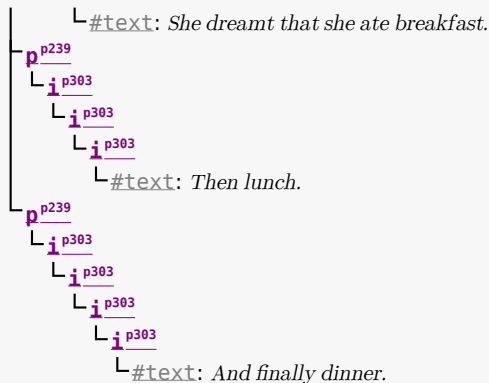 #text: She dreamt that she ate breakfast.
p p239
i p303
i p303
i p303
#text: Then lunch.
p p239
i p303
i p303
i p303
i p303
#text: And finally dinner.